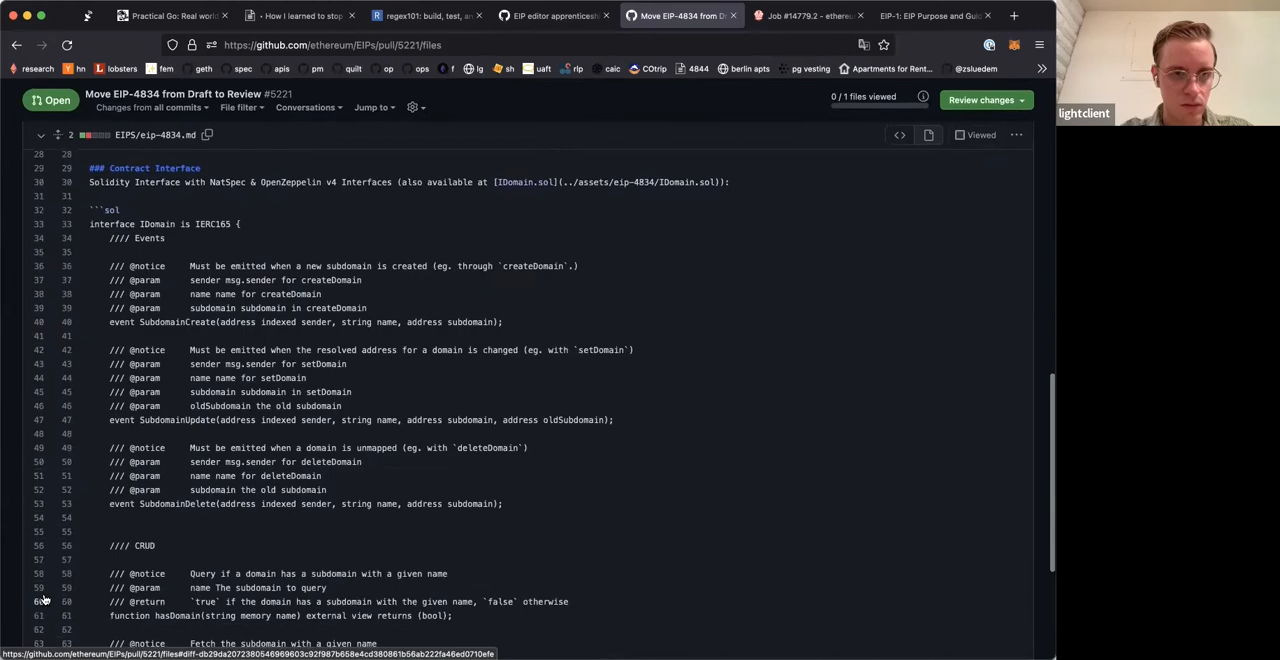 Practical Go: Real world
· How I learned to stop
regex101: build, test, an
EIP editor apprenticeship
Move EIP-4834 from Dr
Job #14779.2 - ethereum
EIP-1: EIP Purpose and Guid
https://github.com/ethereum/EIPs/pull/5221/files
research
hn
lobsters
fem
geth
spec
apis
pm
quilt
op
ops
f
lg
sh
uaft
rlp
caic
COtrip
4844
berlin apts
pg vesting
Apartments for Rent...
@zsluedem
Open
Move EIP-4834 from Draft to Review #5221
Changes from all commits
File filter
Conversations
Jump to
0 / 1 files viewed
Review changes
2
EIPS/eip-4834.md
Viewed
28 28
29 29 ### Contract Interface
30 30 Solidity Interface with NatSpec & OpenZeppelin v4 Interfaces (also available at [IDomain.sol](../assets/eip-4834/IDomain.sol)):
31 31
32 32 ```sol
33 33 interface IDomain is IERC165 {
34 34 //// Events
35 35
36 36 /// @notice Must be emitted when a new subdomain is created (eg. through `createDomain`.)
37 37 /// @param sender msg.sender for createDomain
38 38 /// @param name name for createDomain
39 39 /// @param subdomain subdomain in createDomain
40 40 event SubdomainCreate(address indexed sender, string name, address subdomain);
41 41
42 42 /// @notice Must be emitted when the resolved address for a domain is changed (eg. with `setDomain`)
43 43 /// @param sender msg.sender for setDomain
44 44 /// @param name name for setDomain
45 45 /// @param subdomain subdomain in setDomain
46 46 /// @param oldSubdomain the old subdomain
47 47 event SubdomainUpdate(address indexed sender, string name, address subdomain, address oldSubdomain);
48 48
49 49 /// @notice Must be emitted when a domain is unmapped (eg. with `deleteDomain`)
50 50 /// @param sender msg.sender for deleteDomain
51 51 /// @param name name for deleteDomain
52 52 /// @param subdomain the old subdomain
53 53 event SubdomainDelete(address indexed sender, string name, address subdomain);
54 54
55 55
56 56 //// CRUD
57 57
58 58 /// @notice Query if a domain has a subdomain with a given name
59 59 /// @param name The subdomain to query
60 60 /// @return `true` if the domain has a subdomain with the given name, `false` otherwise
61 61 function hasDomain(string memory name) external view returns (bool);
62 62
63 63 /// @notice Fetch the subdomain with a given name
lightclient